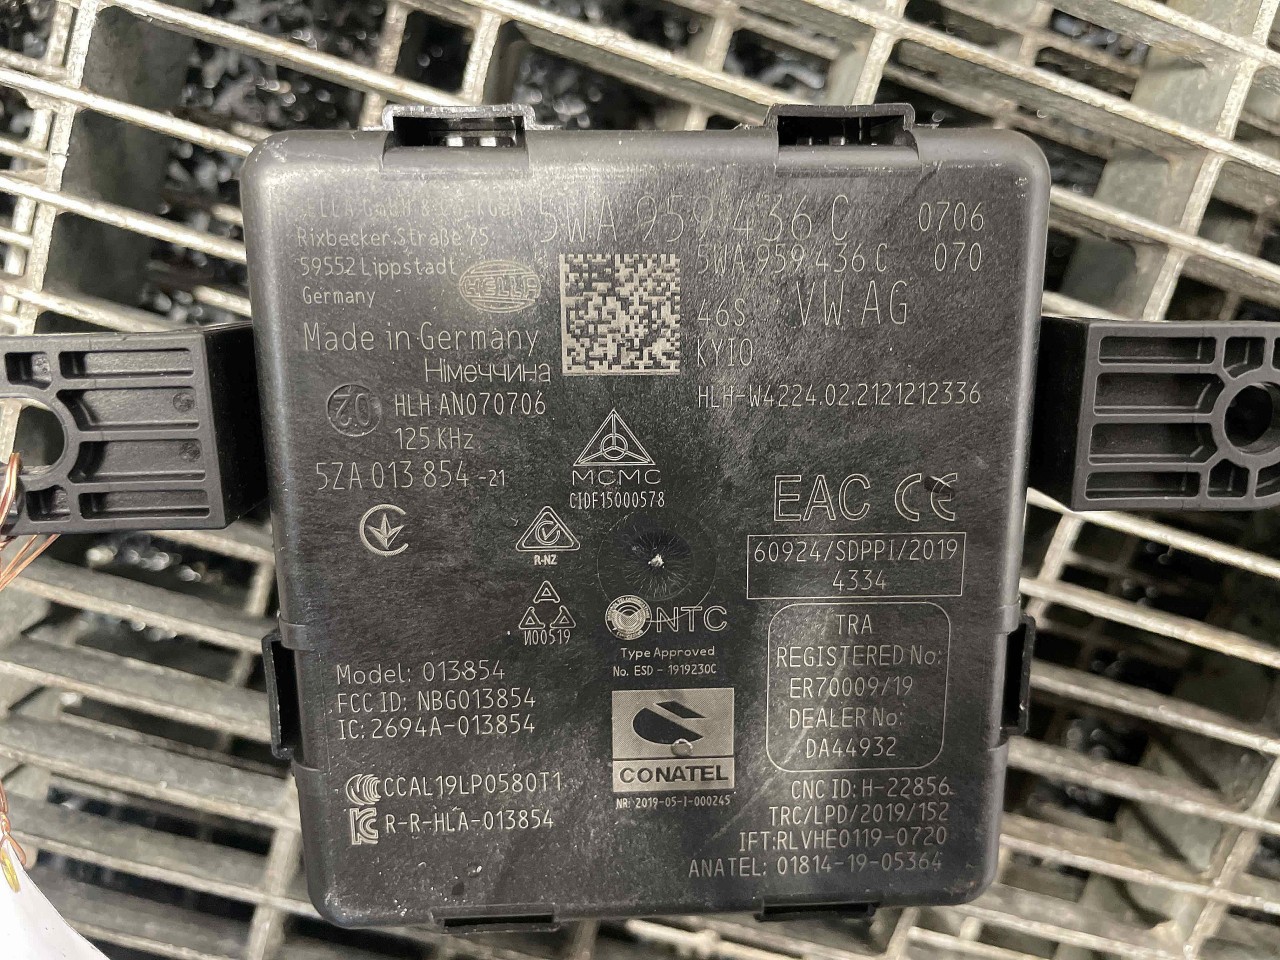 Rixbecker Straße 75
59552 Lippstadt
Germany
HELLA
Made in Germany
Німеччина
02
HLH AN070706
125 KHz
5ZA 013 854 -21
5WA 959 436 C 0706
5WA 959 436 C 070
46S VW AG
KYIO
HLH-W4224.02.2121212336
MCMC
CIDF15000578
R-NZ
И00519
EAC CE
60924/SDPPI/2019
4334
NTC
Type Approved
No. ESD - 1919230C
TRA
REGISTERED No:
ER70009/19
DEALER No:
DA44932
Model: 013854
FCC ID: NBG013854
IC: 2694A-013854
CCAL19LP0580T1
R-R-HLA-013854
CONATEL
NR: 2019-05-I-000245
CNC ID: H-22856
TRC/LPD/2019/152
IFT:RLVHE0119-0720
ANATEL: 01814-19-05364